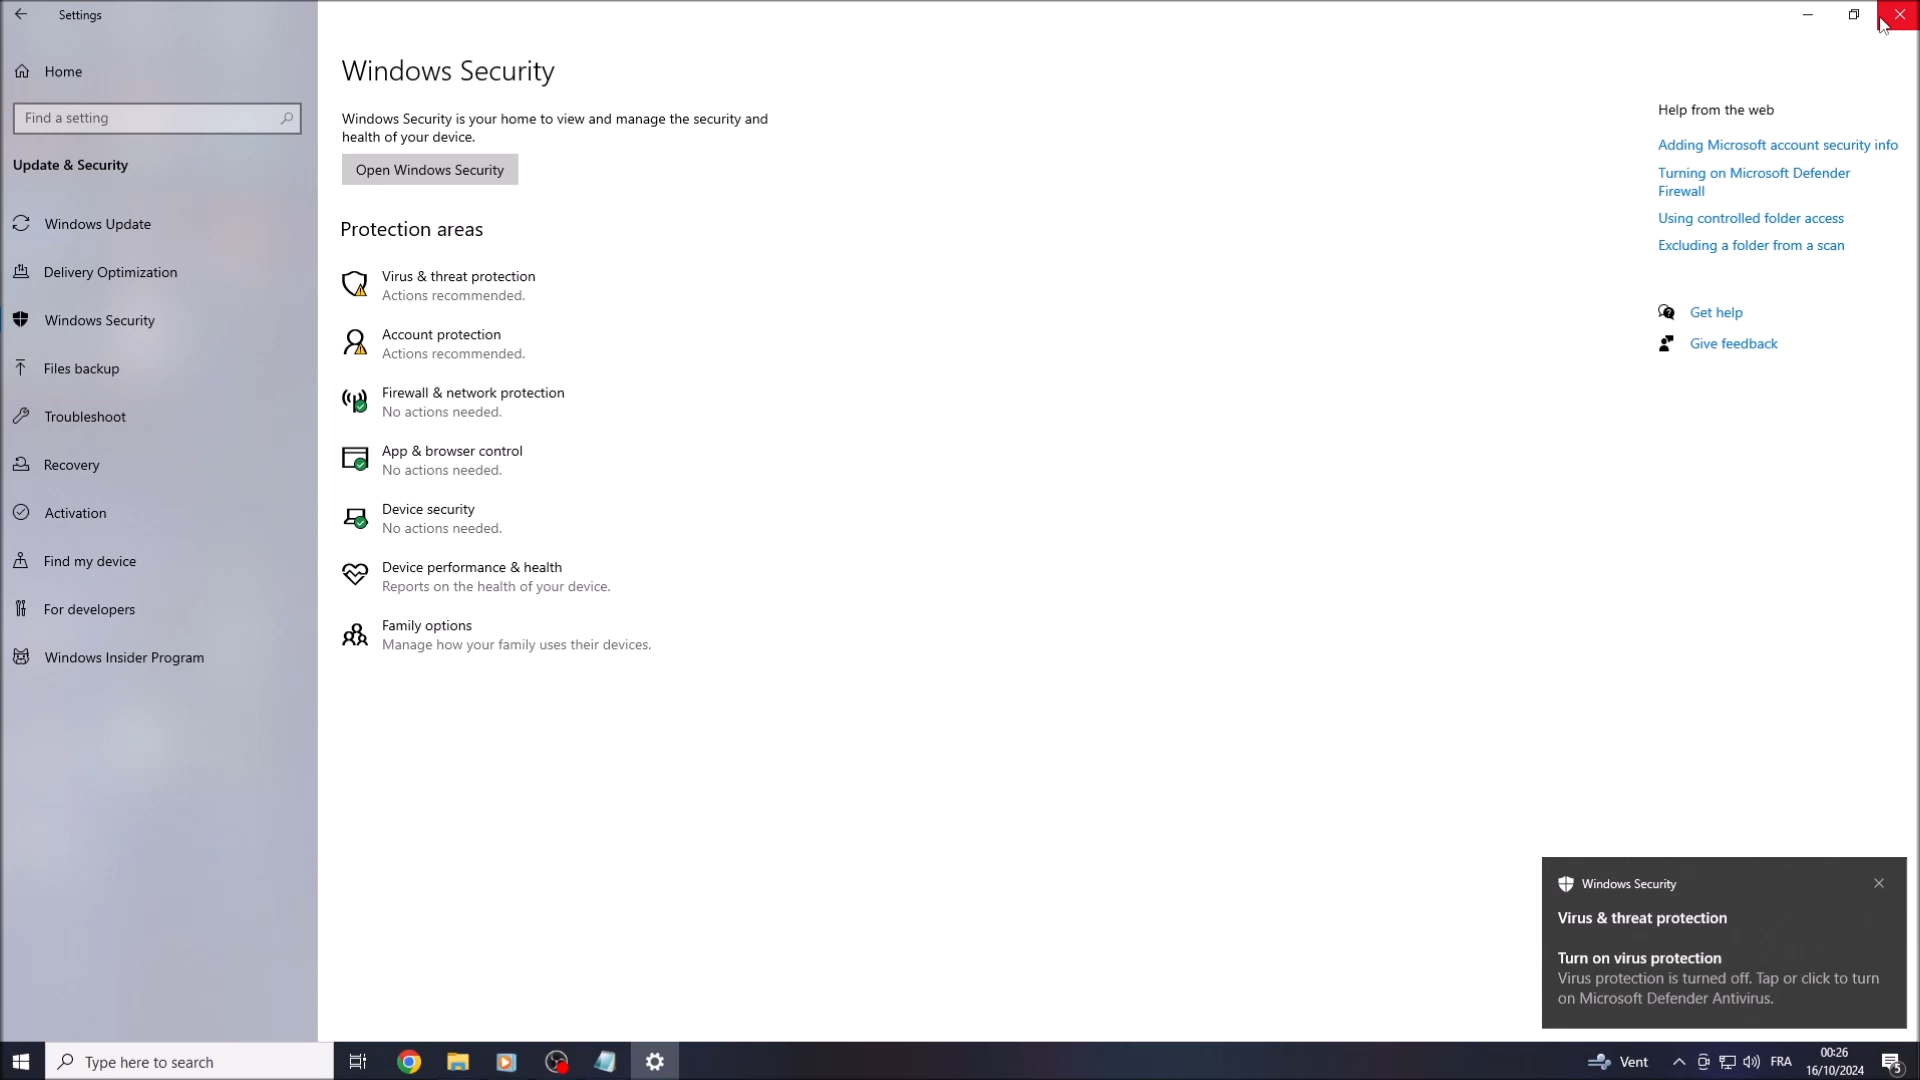 Settings
Home
Find a setting
Update & Security
Windows Update
Delivery Optimization
Windows Security
Files backup
Troubleshoot
Recovery
Activation
Find my device
For developers
Windows Insider Program
Windows Security
Windows Security is your home to view and manage the security and
health of your device.
Open Windows Security
Protection areas
Virus & threat protection
Actions recommended.
Account protection
Actions recommended.
Firewall & network protection
No actions needed.
App & browser control
No actions needed.
Device security
No actions needed.
Device performance & health
Reports on the health of your device.
Family options
Manage how your family uses their devices.
Help from the web
Adding Microsoft account security info
Turning on Microsoft Defender
Firewall
Using controlled folder access
Excluding a folder from a scan
Get help
Give feedback
Windows Security
Virus & threat protection
Turn on virus protection
Virus protection is turned off. Tap or click to turn
on Microsoft Defender Antivirus.
Type here to search
Vent
FRA
00:26
16/10/2024
5